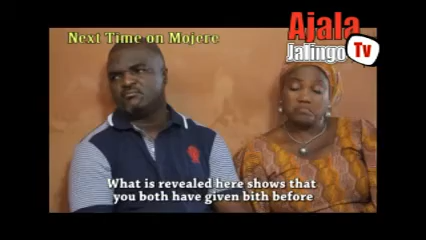 Next Time on Mojere
Ajala
Jalingo Tv
What is revealed here shows that
you both have given bith before